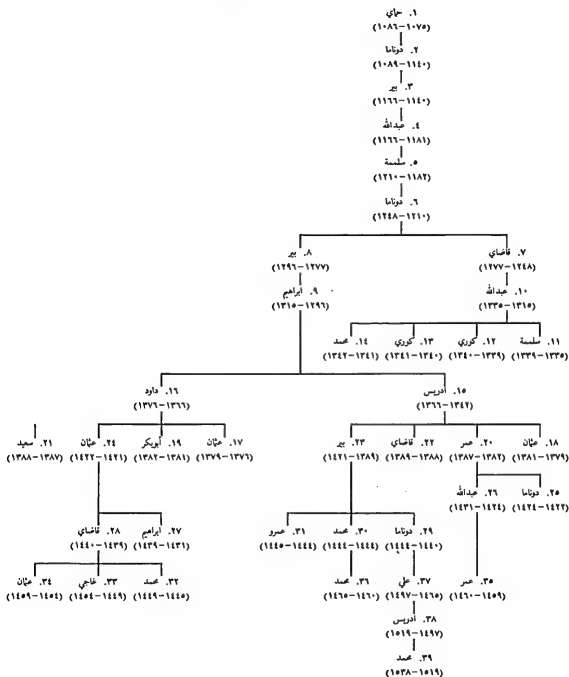 ١. حماي
(١٠٧٥–١٠٨٦)
٢. دوناما
(١١٤٠–١٠٨٩)
٣. بير
(١١٤٠–١١٦٦)
٤. عبدالله
(١١٨١–١١٦٦)
٥. سلممة
(١١٨٢–١٢١٠)
٦. دوناما
(١٢١٠–١٢٤٨)
٧. قاضاي ٨. بير
(١٢٤٨–١٢٧٧) (١٢٧٧–١٢٩٦)
١٠. عبدالله ٩. ابراهيم
(١٣١٥–١٣٣٥) (١٢٩٦–١٣١٥)
١١. سلممة ١٢. كوري ١٣. كوري ١٤. محمد
(١٣٣٥–١٣٣٩) (١٣٣٩–١٣٤٠) (١٣٤٠–١٣٤١) (١٣٤١–١٣٤٢)
١٥. أدريس ١٦. داود
(١٣٤٢–١٣٦٦) (١٣٦٦–١٣٧٦)
١٨. عثمان ٢٠. عمر ٢٢. قاضاي ٢٣. بير ١٧. عثمان ١٩. أبوبكر ٢٤. عثمان ٢١. سعيد
(١٣٧٩–١٣٨١) (١٣٨٢–١٣٨٧) (١٣٨٨–١٣٨٩) (١٣٨٩–١٤٢١) (١٣٧٦–١٣٧٩) (١٣٨١–١٣٨٢) (١٤٢١–١٤٢٢) (١٣٨٧–١٣٨٨)
٢٥. دوناما ٢٦. عبدالله
(١٤٢٢–١٤٢٤) (١٤٢٤–١٤٣١)
٢٩. دوناما ٣٠. محمد ٣١. عمرو ٢٧. ابراهيم ٢٨. قاضاي
(١٤٤٠–١٤٤٤) (١٤٤٤–١٤٤٤) (١٤٤٤–١٤٤٥) (١٤٣١–١٤٣٩) (١٤٣٩–١٤٤٠)
٣٥. عمر ٣٧. علي ٣٦. محمد ٣٢. محمد ٣٣. غاجي ٣٤. عثمان
(١٤٥٩–١٤٦٠) (١٤٦٥–١٤٩٧) (١٤٦٠–١٤٦٥) (١٤٤٥–١٤٤٩) (١٤٤٩–١٤٥٤) (١٤٥٤–١٤٥٩)
٣٨. أدريس
(١٤٩٧–١٥١٩)
٣٩. محمد
(١٥١٩–١٥٣٨)